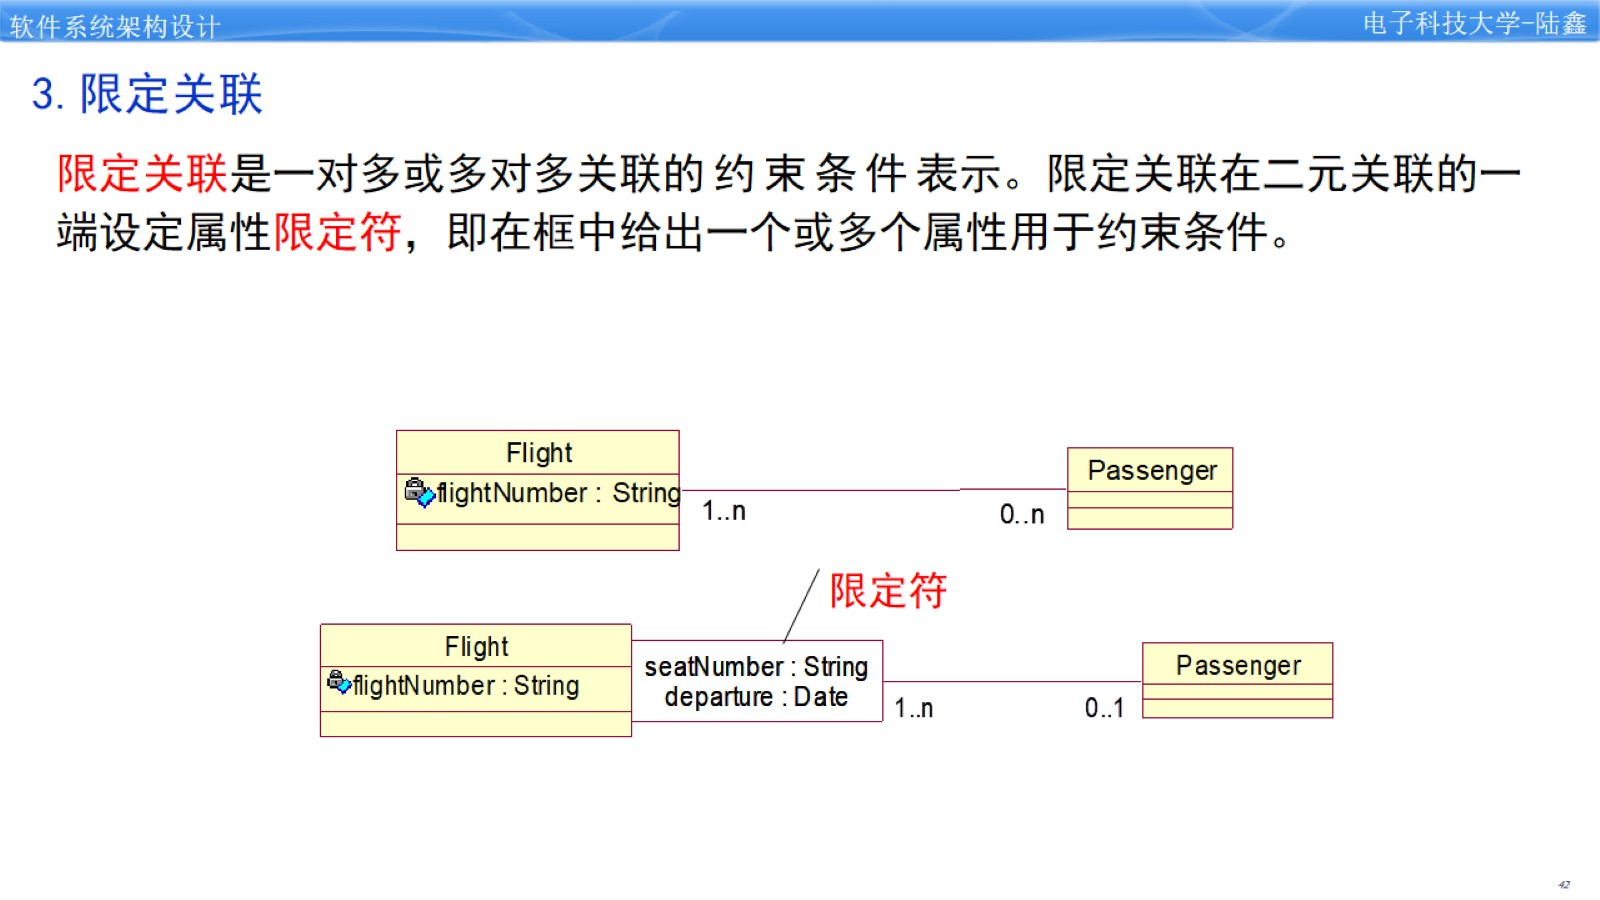 软件系统架构设计
电子科技大学-陆鑫
3. 限定关联
限定关联是一对多或多对多关联的约束条件表示。限定关联在二元关联的一
端设定属性限定符，即在框中给出一个或多个属性用于约束条件。
Flight
flightNumber : String
1..n
0..n
Passenger
限定符
Flight
flightNumber : String
seatNumber : String
departure : Date
1..n
0..1
Passenger
42